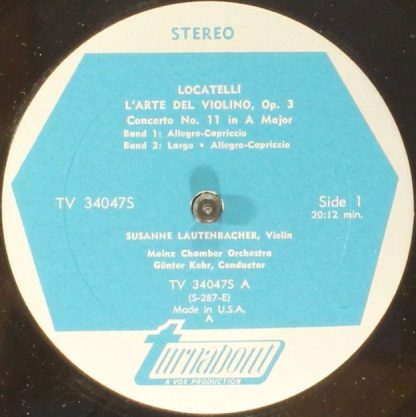 STEREO
LOCATELLI
L'ARTE DEL VIOLINO, Op. 3
Concerto No. 11 in A Major
Band 1: Allegro-Capriccio
Band 2: Largo • Allegro-Capriccio
TV 34047S
Side 1
20:12 min.
SUSANNE LAUTENBACHER, Violin
Mainz Chamber Orchestra
Günter Kehr, Conductor
TV 34047S A
(S-287-E)
Made in U.S.A.
A
turnabout
A VOX PRODUCTION